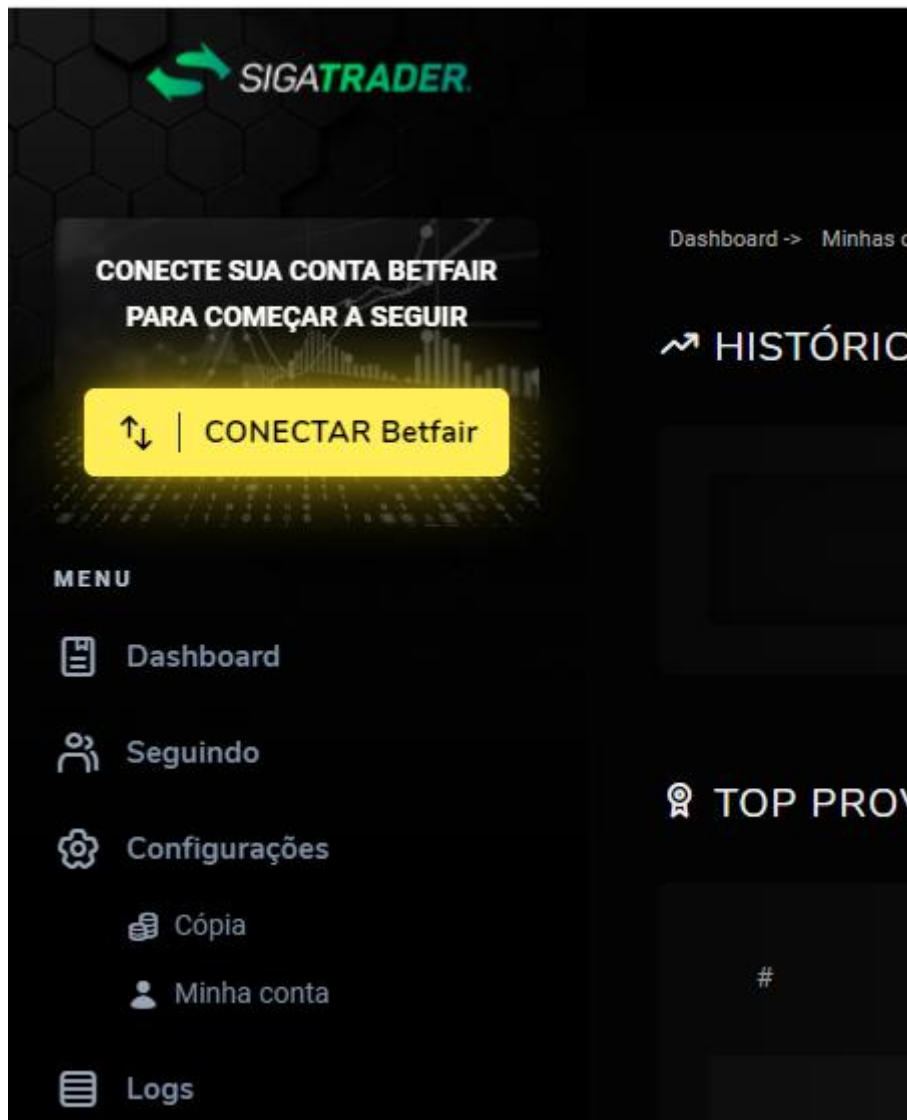 SIGATRADER.
CONECTE SUA CONTA BETFAIR
PARA COMEÇAR A SEGUIR
CONECTAR Betfair
MENU
Dashboard
Seguindo
Configurações
Cópia
Minha conta
Logs
Dashboard -> Minhas
HISTÓRIC
TOP PROV
#